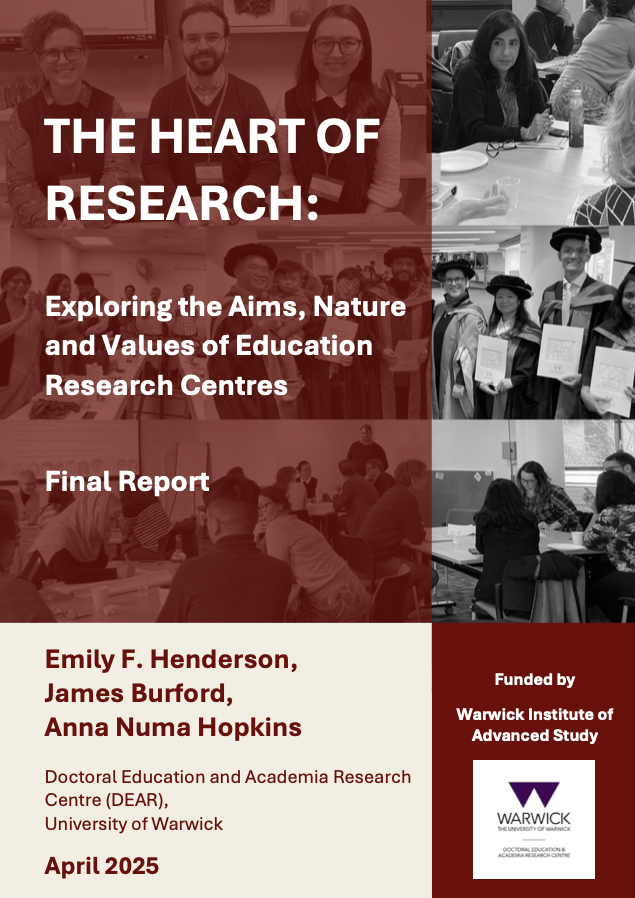 THE HEART OF
RESEARCH:
Exploring the Aims, Nature
and Values of Education
Research Centres
Final Report
Emily F. Henderson,
James Burford,
Anna Numa Hopkins
Doctoral Education and Academia Research
Centre (DEAR),
University of Warwick
April 2025
Funded by
Warwick Institute of
Advanced Study
WARWICK
THE UNIVERSITY OF WARWICK
DOCTORAL EDUCATION &
ACADEMIA RESEARCH CENTRE